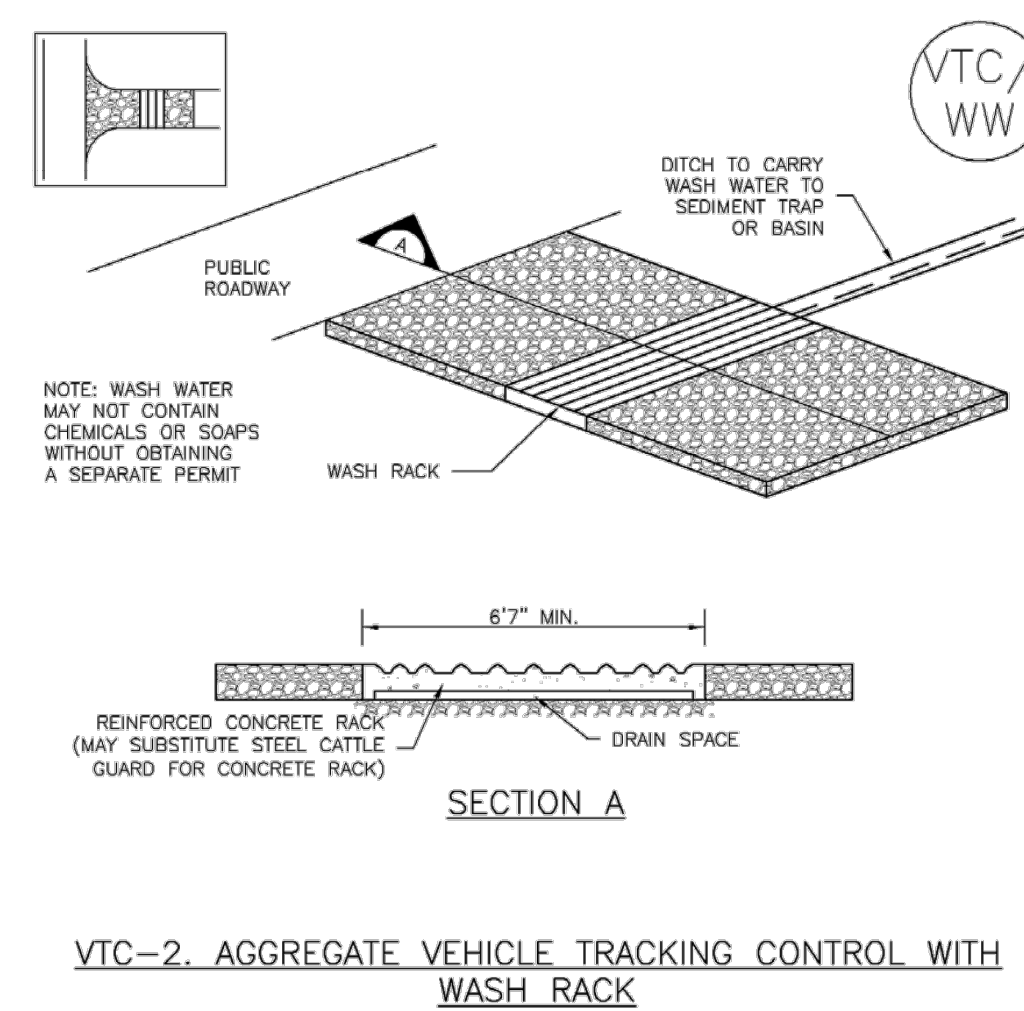 VTC/
WW
DITCH TO CARRY
WASH WATER TO
SEDIMENT TRAP
OR BASIN
A
PUBLIC
ROADWAY
NOTE: WASH WATER
MAY NOT CONTAIN
CHEMICALS OR SOAPS
WITHOUT OBTAINING
A SEPARATE PERMIT
WASH RACK
6'7" MIN.
REINFORCED CONCRETE RACK
(MAY SUBSTITUTE STEEL CATTLE
GUARD FOR CONCRETE RACK)
DRAIN SPACE
SECTION A
VTC-2. AGGREGATE VEHICLE TRACKING CONTROL WITH
WASH RACK